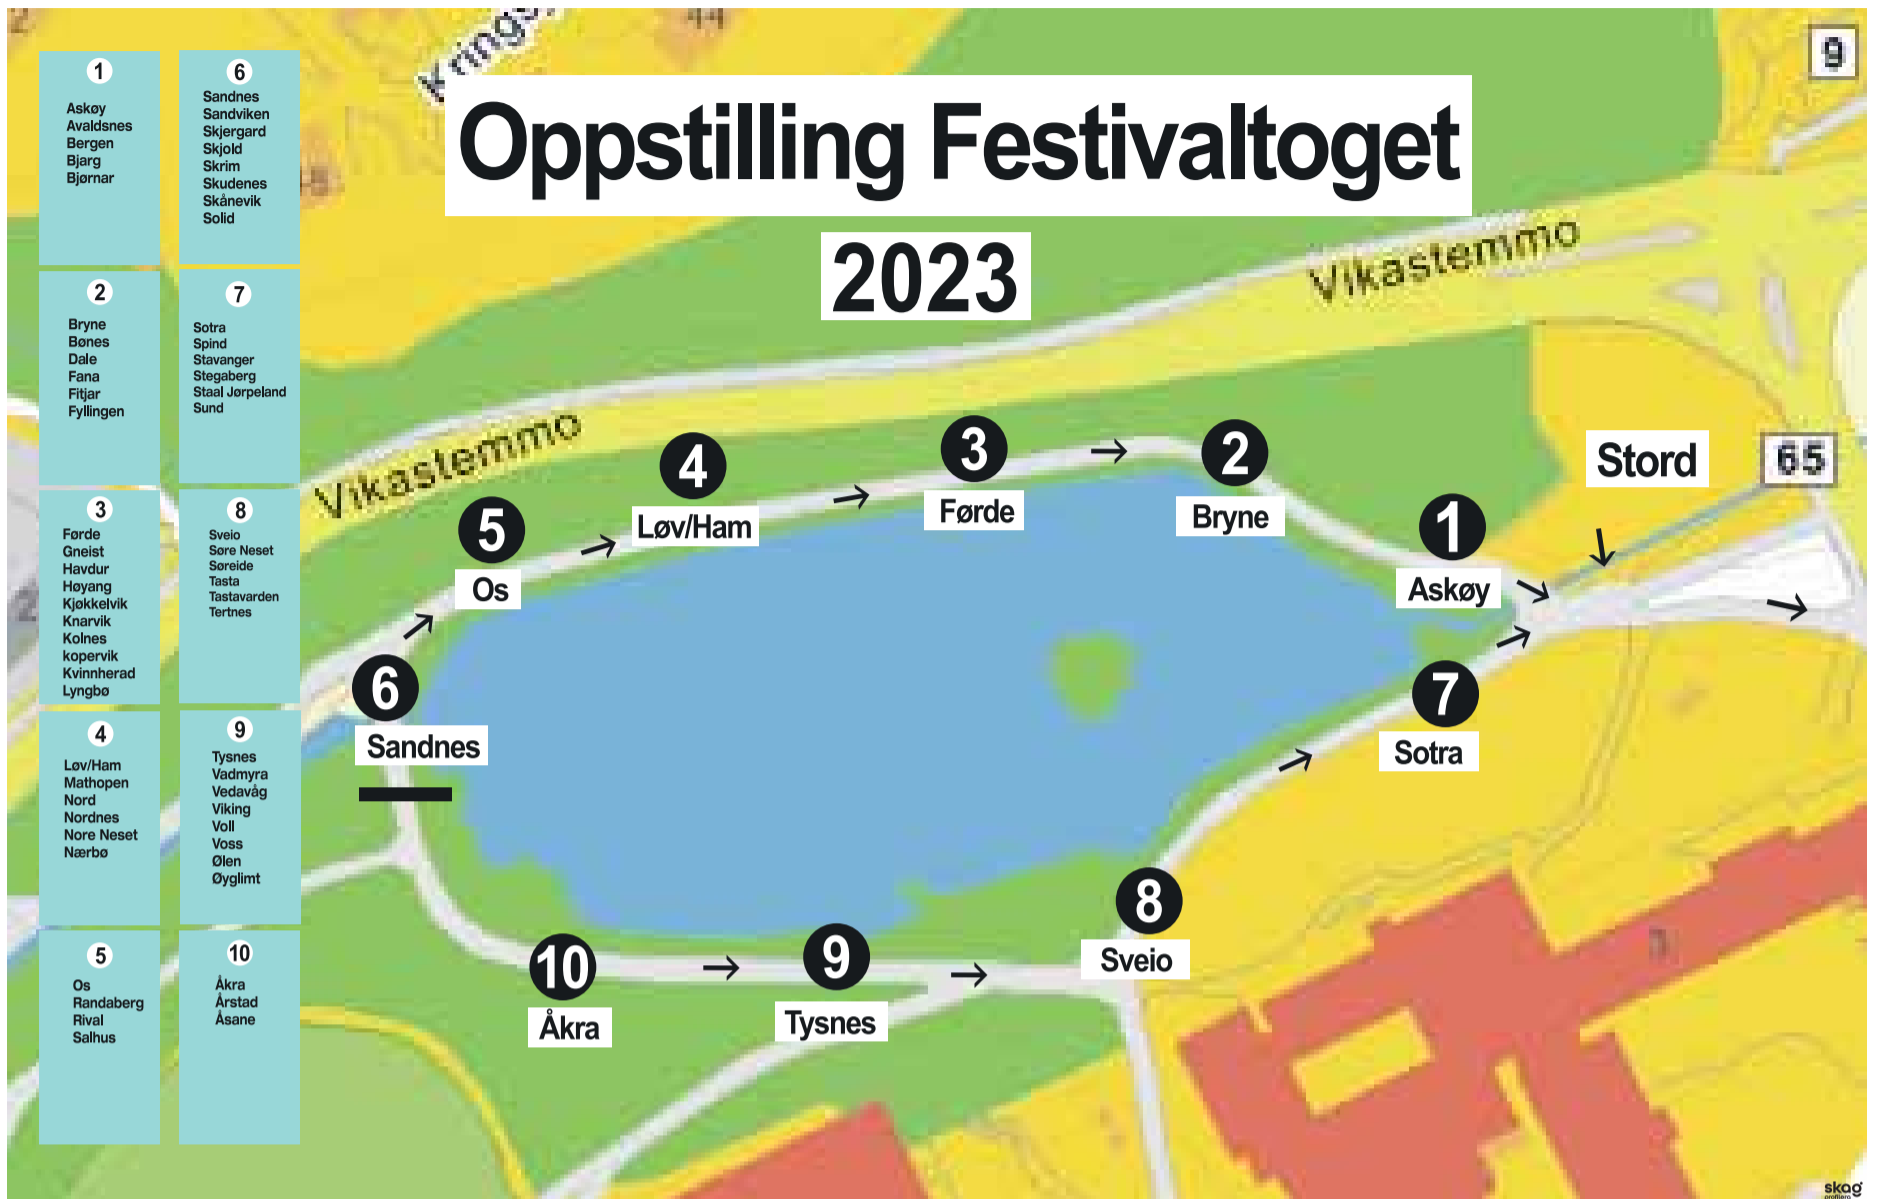 Oppstilling Festivaltoget
2023
1
Askøy
Avaldsnes
Bergen
Bjarg
Bjørnar
2
Bryne
Bønes
Dale
Fana
Fitjar
Fyllingen
3
Førde
Gneist
Havdur
Høyang
Kjøkkelvik
Knarvik
Kolnes
kopervik
Kvinnherad
Lyngbø
4
Løv/Ham
Mathopen
Nord
Nordnes
Nore Neset
Nærbø
5
Os
Randaberg
Rival
Salhus
6
Sandnes
Sandviken
Skjergard
Skjold
Skrim
Skudenes
Skånevik
Solid
7
Sotra
Spind
Stavanger
Stegaberg
Staal Jørpeland
Sund
8
Sveio
Søre Neset
Søreide
Tasta
Tastavarden
Tertnes
9
Tysnes
Vadmyra
Vedavåg
Viking
Voll
Voss
Ølen
Øyglimt
10
Åkra
Årstad
Åsane
44
9
Vikastemmo
Vikastemmo
65
Stord
1
Askøy
2
Bryne
3
Førde
4
Løv/Ham
5
Os
6
Sandnes
7
Sotra
8
Sveio
9
Tysnes
10
Åkra
skag